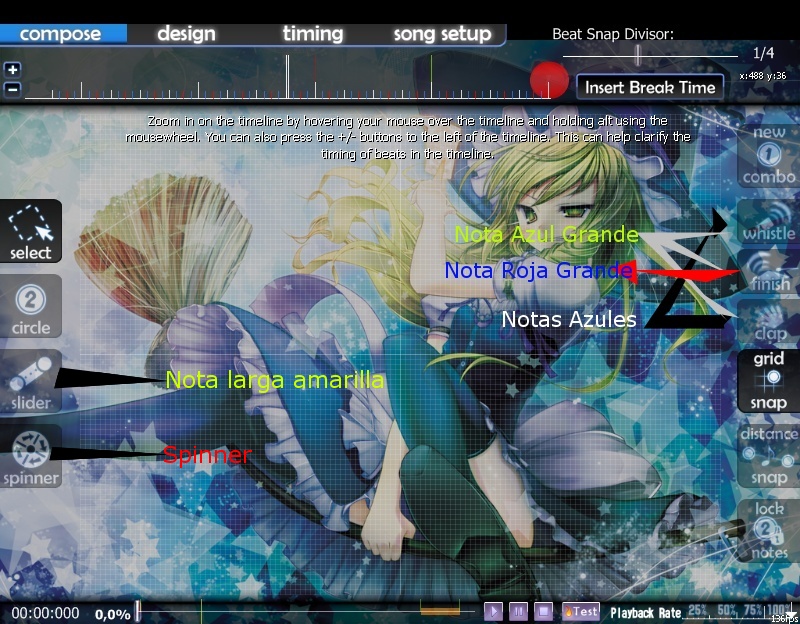 compose design timing song setup Beat Snap Divisor:
1/4
x:488 y:36
+
-
Insert Break Time
Zoom in on the timeline by hovering your mouse over the timeline and holding alt using the
mousewheel. You can also press the +/- buttons to the left of the timeline. This can help clarify the
timing of beats in the timeline.
new
1
combo
select
Nota Azul Grande
whistle
Nota Roja Grande
finish
2
circle
Notas Azules
clap
slider
Nota larga amarilla
grid
snap
spinner
Spinner
distance
snap
lock
2
notes
00:00:000 0,0% Test Playback Rate 25% 50% 75% 100%
136fps